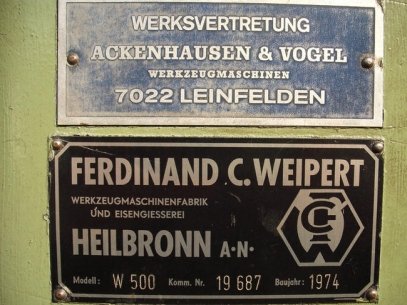 WERKSVERTRETUNG
ACKENHAUSEN & VOGEL
WERKZEUGMASCHINEN
7022 LEINFELDEN
FERDINAND C. WEIPERT
WERKZEUGMASCHINENFABRIK
UND EISENGIESSEREI
HEILBRONN A·N·
Modell: W 500 Komm. Nr. 19 687 Baujahr: 1974